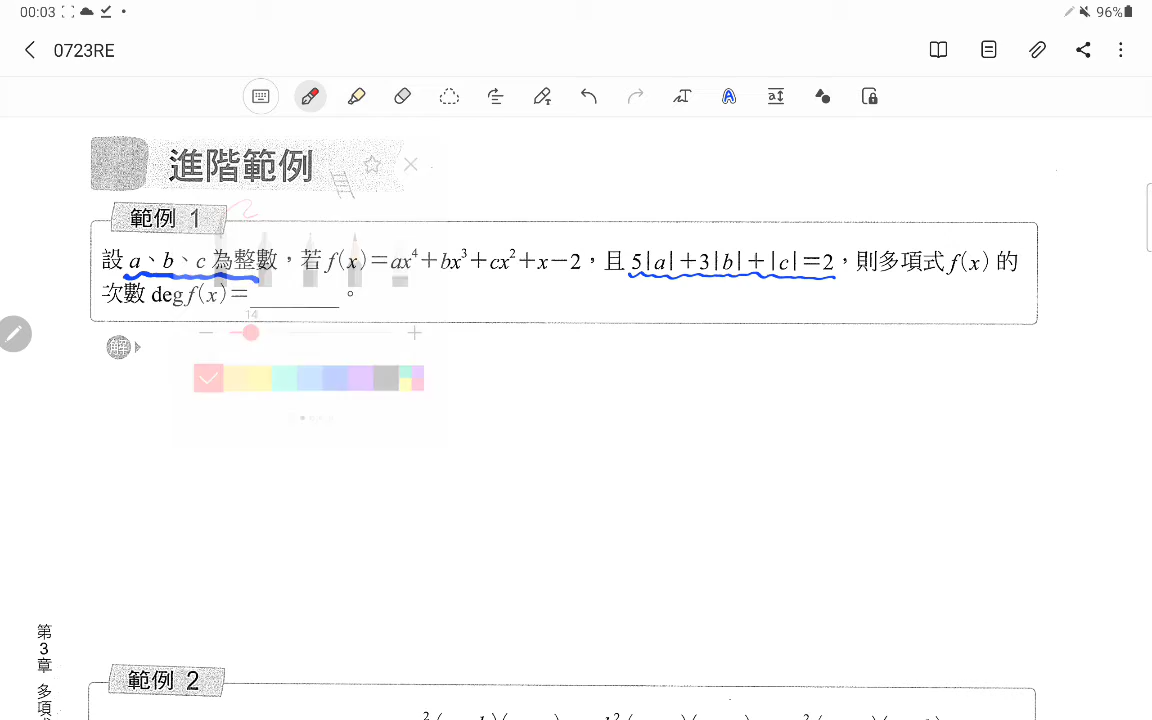 00:03
96%
0723RE
進階範例
範例 1
設 a、b、c 為整數,若 f(x)=ax⁴+bx³+cx²+x−2,且 5|a|+3|b|+|c|=2,則多項式 f(x) 的
次數 deg f(x)=________。
14
解
第3章 多項
範例 2